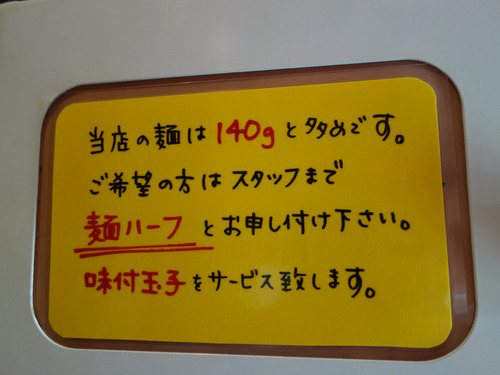 当店の麺は140gと多めです。
ご希望の方はスタッフまで
麺ハーフとお申し付け下さい。
味付玉子をサービス致します。